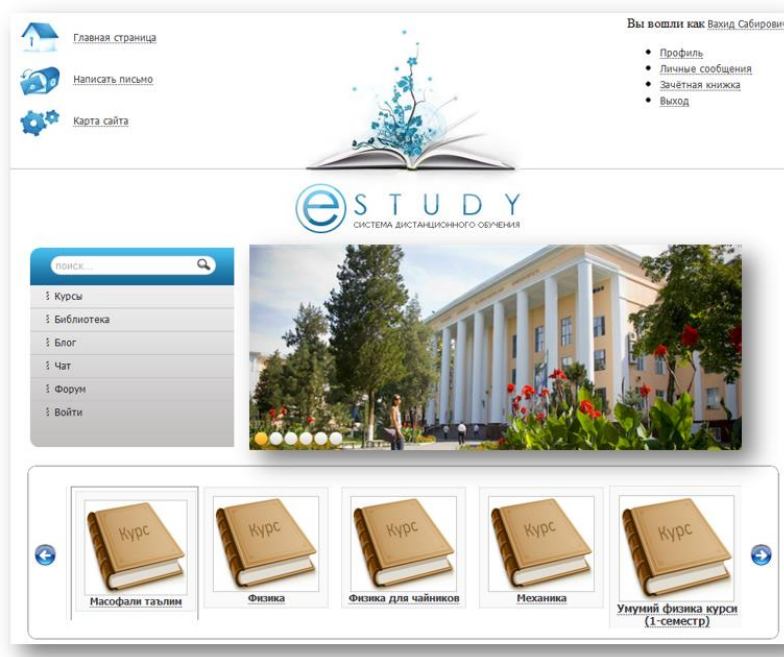 Главная страница
Написать письмо
Карта сайта
Вы вошли как Вахид Сабирович
Профиль
Личные сообщения
Зачётная книжка
Выход
e STUDY
СИСТЕМА ДИСТАНЦИОННОГО ОБУЧЕНИЯ
поиск...
Курсы
Библиотека
Блог
Чат
Форум
Войти
Курс
Курс
Курс
Курс
Курс
Масофали таълим
Физика
Физика для чайников
Механика
Умумий физика курси
(1-семестр)